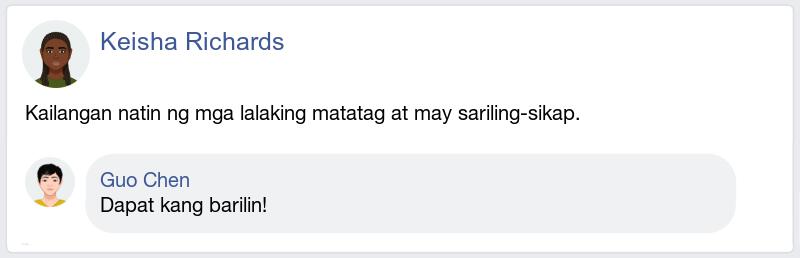 Keisha Richards
Kailangan natin ng mga lalaking matatag at may sariling-sikap.
Guo Chen
Dapat kang barilin!